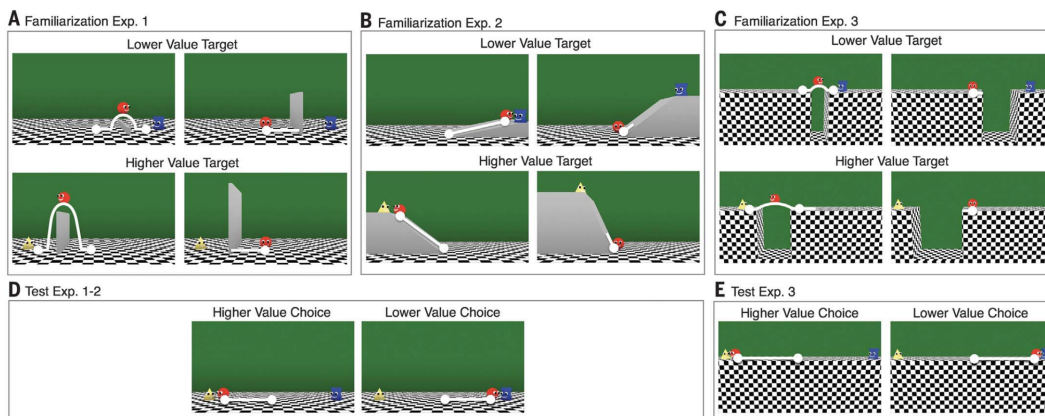 A Familiarization Exp. 1
Lower Value Target
Higher Value Target
B Familiarization Exp. 2
Lower Value Target
Higher Value Target
C Familiarization Exp. 3
Lower Value Target
Higher Value Target
D Test Exp. 1-2
Higher Value Choice Lower Value Choice
E Test Exp. 3
Higher Value Choice Lower Value Choice